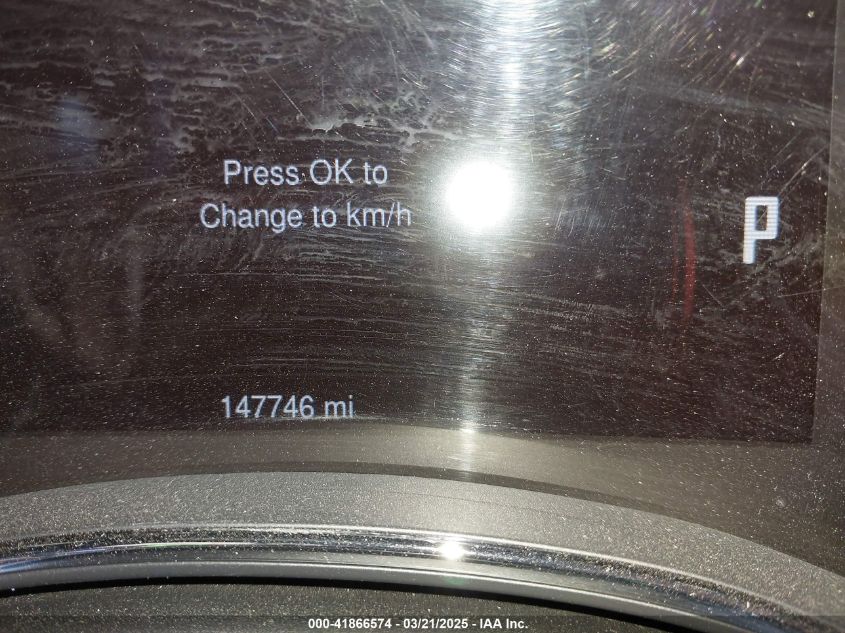 Press OK to
Change to km/h
P
147746 mi
000-41866574 / 03/21/2025 - IAA Inc.